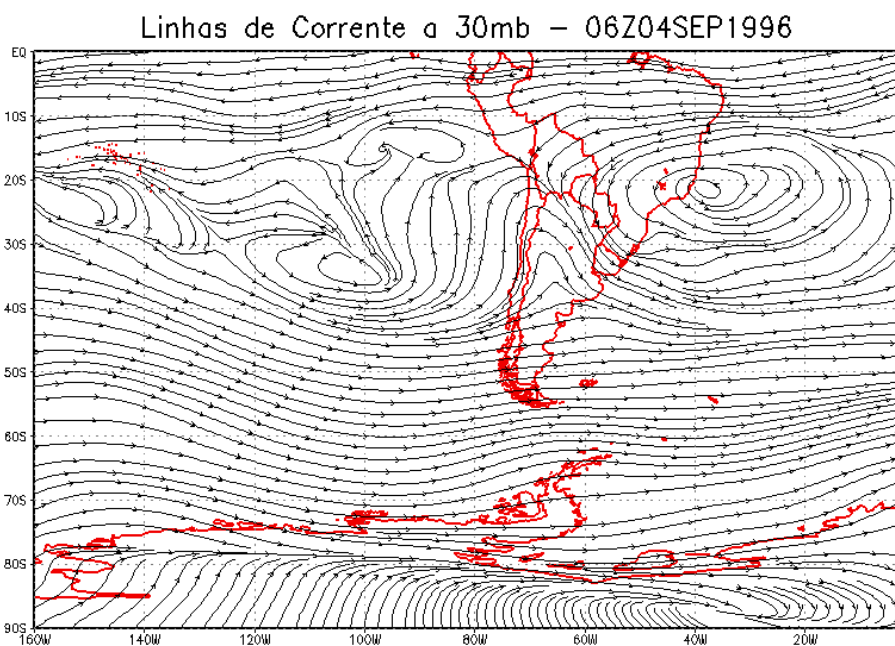 Linhas de Corrente a 30mb – 06Z04SEP1996
EQ
10S
20S
30S
40S
50S
60S
70S
80S
90S
160W 140W 120W 100W 80W 60W 40W 20W